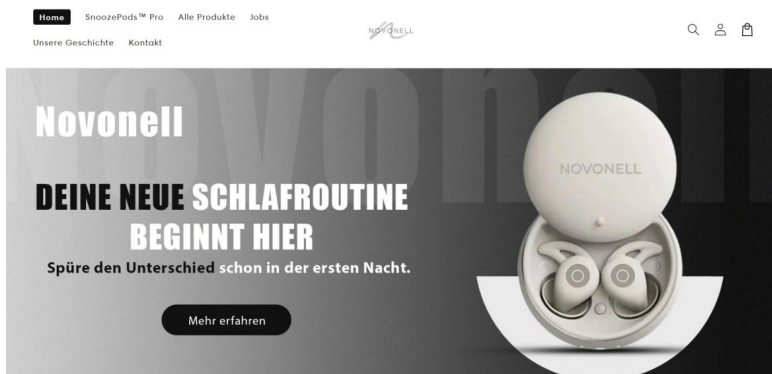 Home SnoozePods™ Pro Alle Produkte Jobs
Unsere Geschichte Kontakt
NOVONELL
Novonell
Novonell
DEINE NEUE SCHLAFROUTINE
BEGINNT HIER
Spüre den Unterschied schon in der ersten Nacht.
Mehr erfahren
NOVONELL